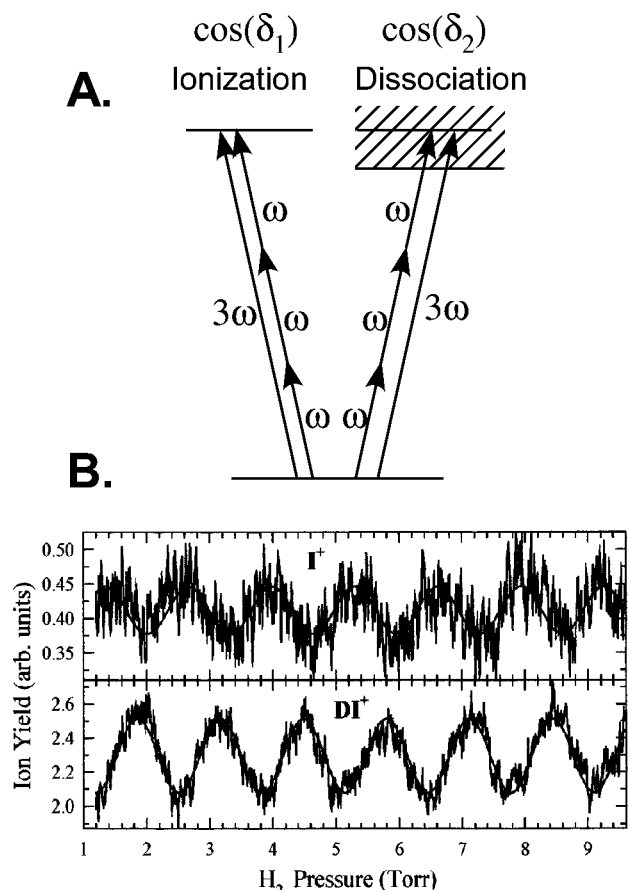 cos(δ₁) cos(δ₂)
Ionization Dissociation
A.
ω ω
3ω ω ω 3ω
ω ω
B.
0.50
I⁺
0.45
0.40
0.35
Ion Yield (arb. units)
2.6
DI⁺
2.4
2.2
2.0
1 2 3 4 5 6 7 8 9
H₂ Pressure (Torr)